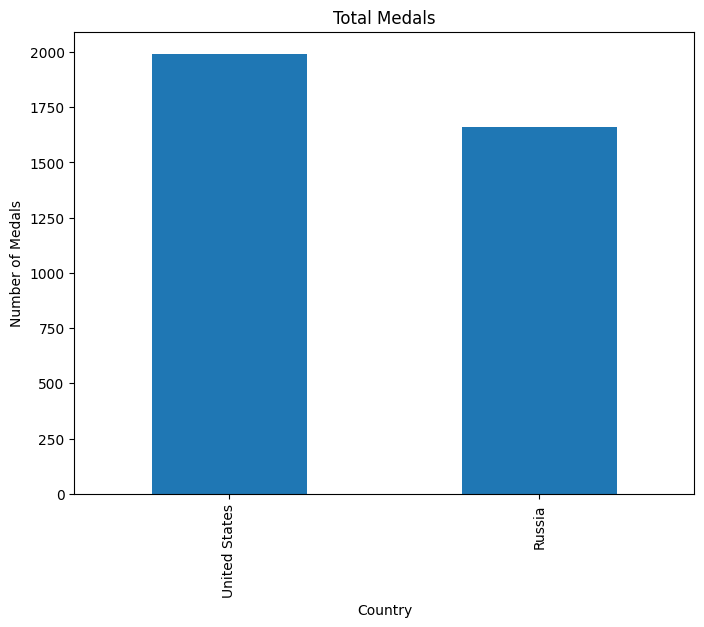 Total Medals
Number of Medals
2000
1750
1500
1250
1000
750
500
250
0
United States
Russia
Country